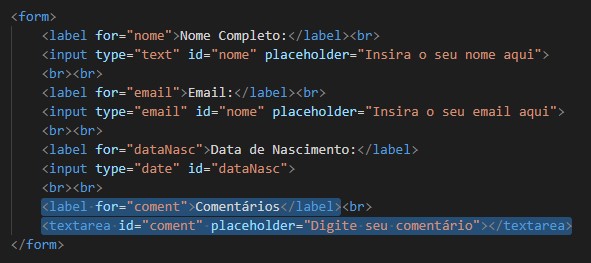 <form>
<label for="nome">Nome Completo:</label><br>
<input type="text" id="nome" placeholder="Insira o seu nome aqui">
<br><br>
<label for="email">Email:</label><br>
<input type="email" id="nome" placeholder="Insira o seu email aqui">
<br><br>
<label for="dataNasc">Data de Nascimento:</label>
<input type="date" id="dataNasc">
<br><br>
<label for="coment">Comentários</label><br>
<textarea id="coment" placeholder="Digite seu comentário"></textarea>
</form>